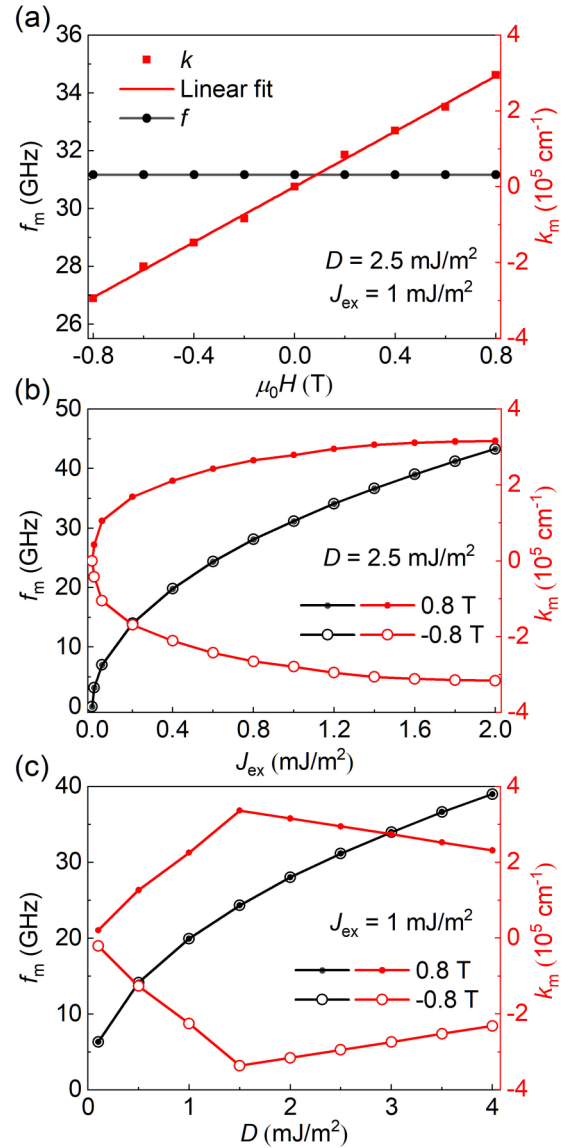 (a)
36
34
32
30
28
26
f_m (GHz)
k
Linear fit
f
D = 2.5 mJ/m²
J_ex = 1 mJ/m²
4
2
0
-2
-4
k_m (10⁵ cm⁻¹)
-0.8 -0.4 0.0 0.4 0.8
μ₀H (T)
(b)
50
40
30
20
10
0
f_m (GHz)
D = 2.5 mJ/m²
0.8 T
-0.8 T
4
2
0
-2
-4
k_m (10⁵ cm⁻¹)
0.0 0.4 0.8 1.2 1.6 2.0
J_ex (mJ/m²)
(c)
40
30
20
10
0
f_m (GHz)
J_ex = 1 mJ/m²
0.8 T
-0.8 T
4
2
0
-2
-4
k_m (10⁵ cm⁻¹)
0 1 2 3 4
D (mJ/m²)